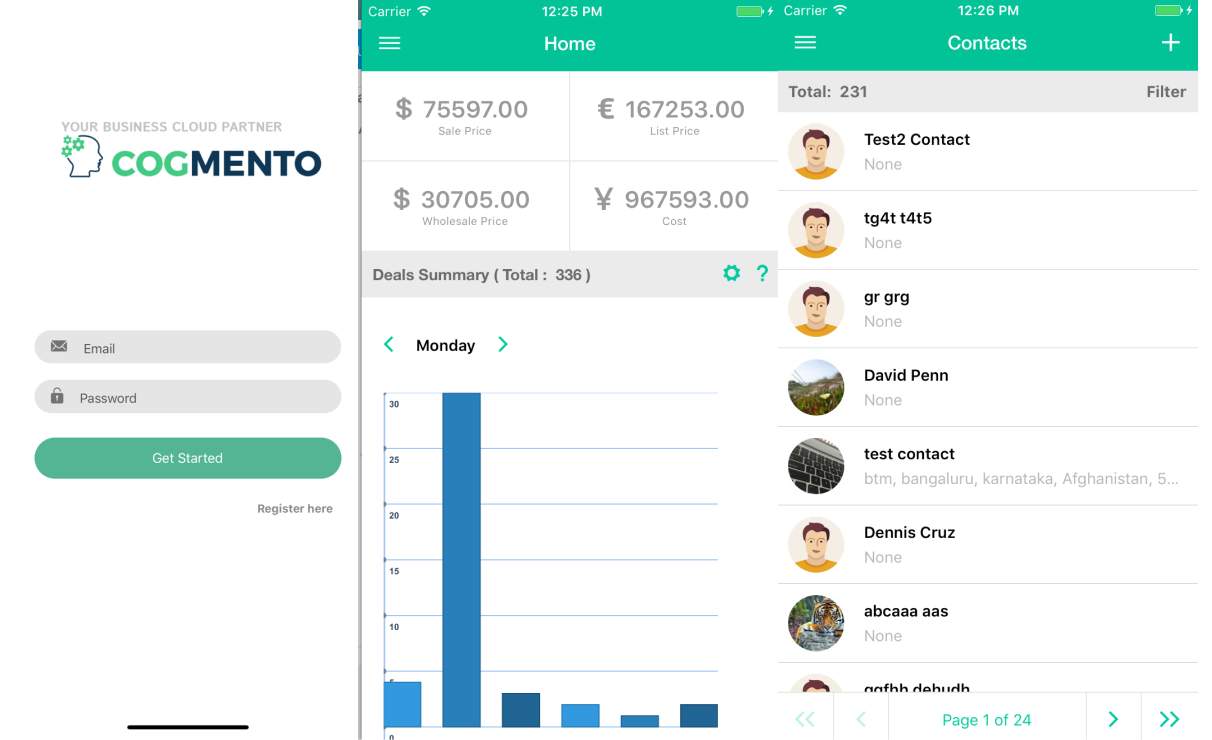 YOUR BUSINESS CLOUD PARTNER
COGMENTO
Email
Password
Get Started
Register here
Carrier 12:25 PM
Home
$ 75597.00
Sale Price
€ 167253.00
List Price
$ 30705.00
Wholesale Price
¥ 967593.00
Cost
Deals Summary ( Total : 336 )
?
Monday
30
25
20
15
10
0
Carrier 12:26 PM
Contacts
Total: 231 Filter
Test2 Contact
None
tg4t t4t5
None
gr grg
None
David Penn
None
test contact
btm, bangaluru, karnataka, Afghanistan, 5...
Dennis Cruz
None
abcaaa aas
None
Page 1 of 24